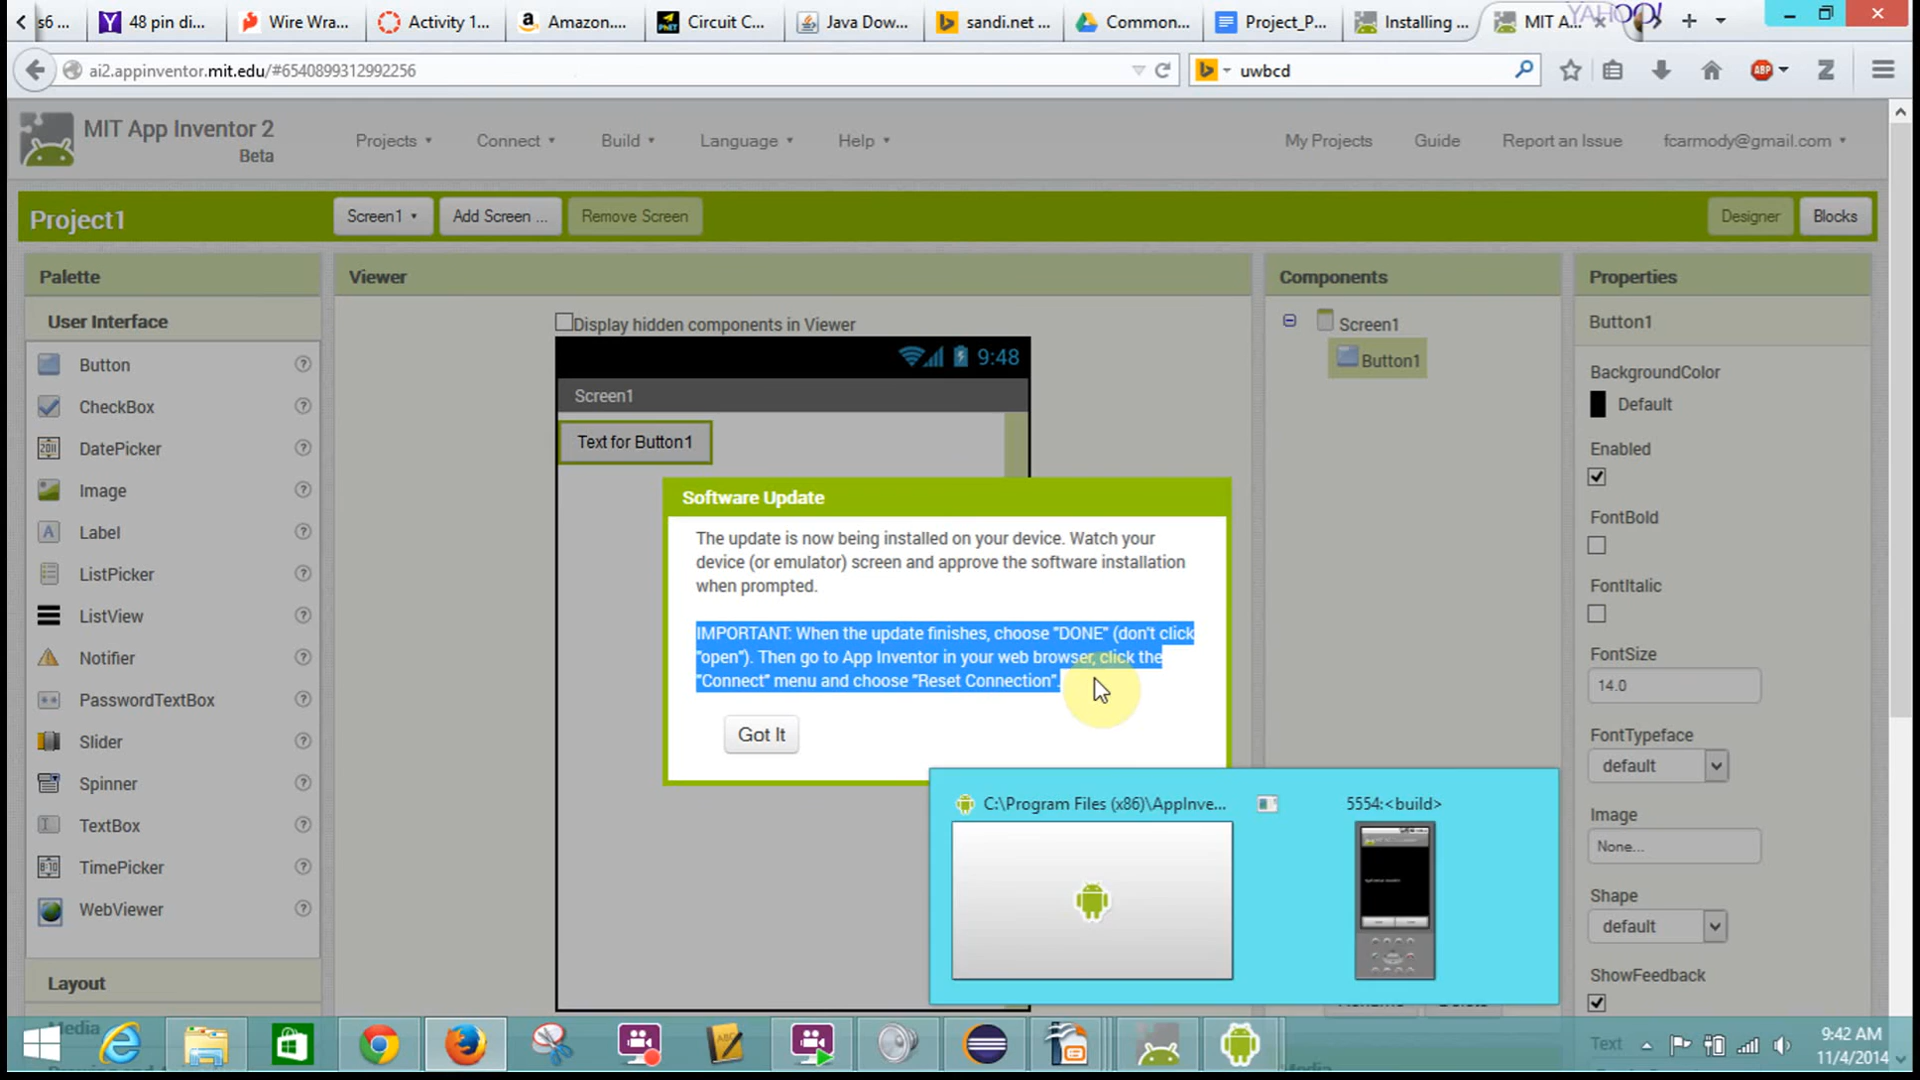 s6 ...
48 pin di...
Wire Wra...
Activity 1...
Amazon....
Circuit C...
Java Dow...
sandi.net ...
Common...
Project_P...
Installing ...
MIT A...
YAHOO!
ai2.appinventor.mit.edu/#6540899312992256
uwbcd
ABP
MIT App Inventor 2
Beta
Projects
Connect
Build
Language
Help
My Projects
Guide
Report an Issue
fcarmody@gmail.com
Project1
Screen1
Add Screen ...
Remove Screen
Designer
Blocks
Palette
Viewer
Components
Properties
User Interface
Button
CheckBox
DatePicker
Image
Label
ListPicker
ListView
Notifier
PasswordTextBox
Slider
Spinner
TextBox
TimePicker
WebViewer
Layout
Media
Display hidden components in Viewer
9:48
Screen1
Text for Button1
Software Update
The update is now being installed on your device. Watch your
device (or emulator) screen and approve the software installation
when prompted.
IMPORTANT: When the update finishes, choose "DONE" (don't click
"open"). Then go to App Inventor in your web browser, click the
"Connect" menu and choose "Reset Connection".
Got It
C:\Program Files (x86)\AppInve...
5554:<build>
Screen1
Button1
Button1
BackgroundColor
Default
Enabled
FontBold
FontItalic
FontSize
14.0
FontTypeface
default
Image
None...
Shape
default
ShowFeedback
Text
9:42 AM
11/4/2014